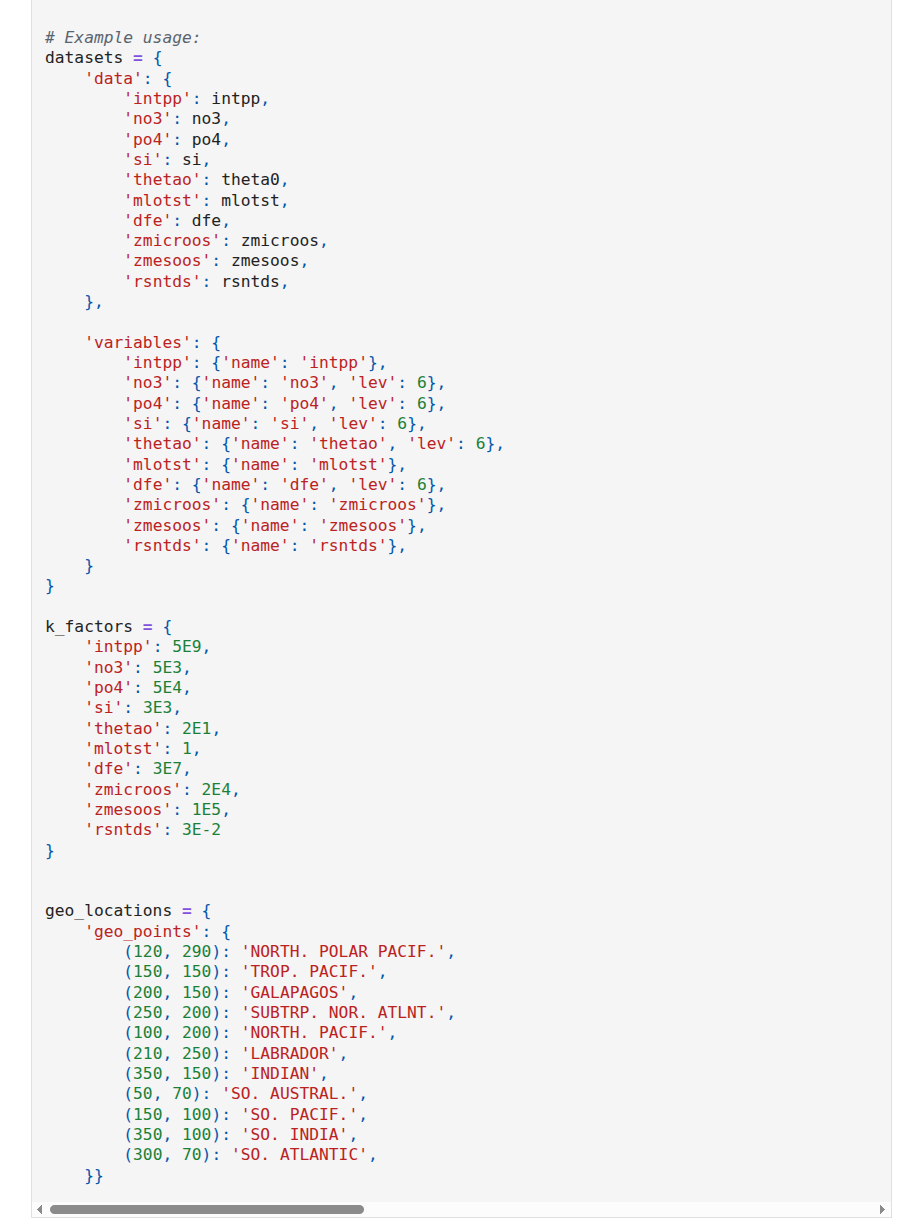 # Example usage:
datasets = {
    'data': {
        'intpp': intpp,
        'no3': no3,
        'po4': po4,
        'si': si,
        'thetao': theta0,
        'mlotst': mlotst,
        'dfe': dfe,
        'zmicroos': zmicroos,
        'zmesoos': zmesoos,
        'rsntds': rsntds,
    },

    'variables': {
        'intpp': {'name': 'intpp'},
        'no3': {'name': 'no3', 'lev': 6},
        'po4': {'name': 'po4', 'lev': 6},
        'si': {'name': 'si', 'lev': 6},
        'thetao': {'name': 'thetao', 'lev': 6},
        'mlotst': {'name': 'mlotst'},
        'dfe': {'name': 'dfe', 'lev': 6},
        'zmicroos': {'name': 'zmicroos'},
        'zmesoos': {'name': 'zmesoos'},
        'rsntds': {'name': 'rsntds'},
    }
}

k_factors = {
    'intpp': 5E9,
    'no3': 5E3,
    'po4': 5E4,
    'si': 3E3,
    'thetao': 2E1,
    'mlotst': 1,
    'dfe': 3E7,
    'zmicroos': 2E4,
    'zmesoos': 1E5,
    'rsntds': 3E-2
}


geo_locations = {
    'geo_points': {
        (120, 290): 'NORTH. POLAR PACIF.',
        (150, 150): 'TROP. PACIF.',
        (200, 150): 'GALAPAGOS',
        (250, 200): 'SUBTRP. NOR. ATLNT.',
        (100, 200): 'NORTH. PACIF.',
        (210, 250): 'LABRADOR',
        (350, 150): 'INDIAN',
        (50, 70): 'SO. AUSTRAL.',
        (150, 100): 'SO. PACIF.',
        (350, 100): 'SO. INDIA',
        (300, 70): 'SO. ATLANTIC',
    }}